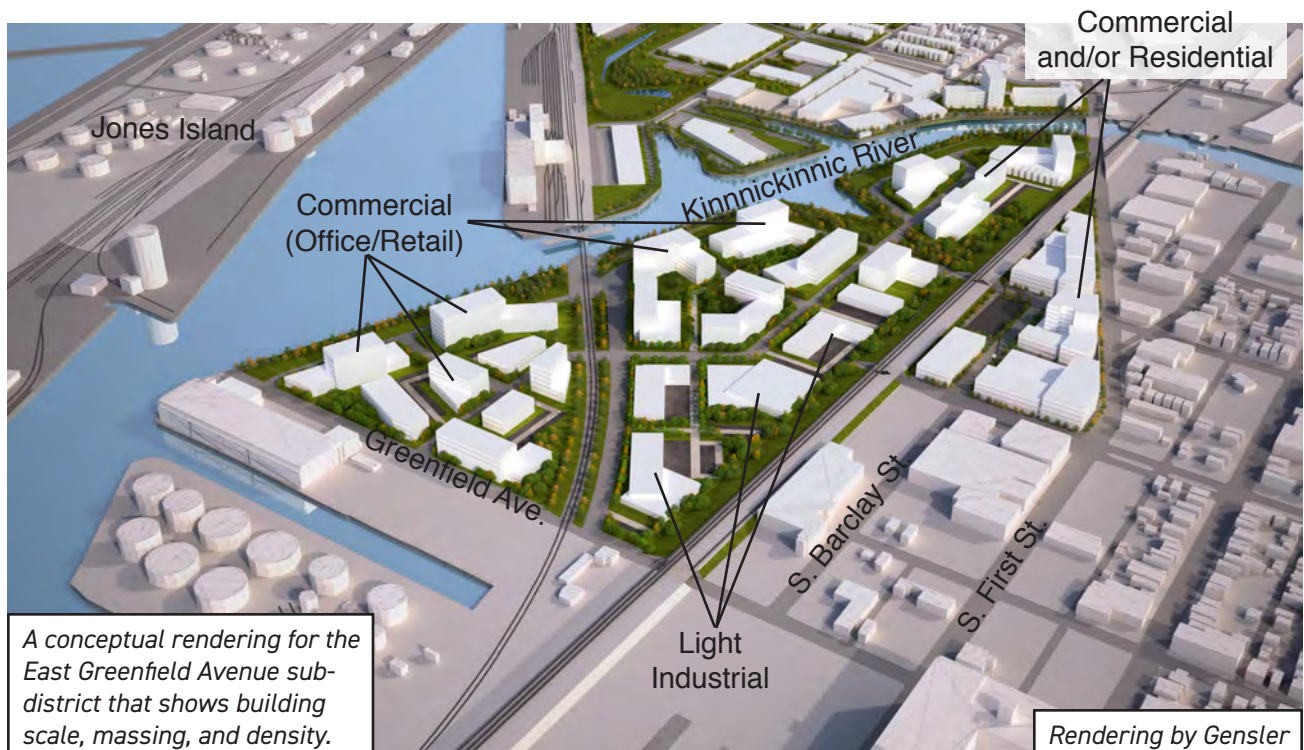 Commercial
and/or Residential
Jones Island
Kinnnickinnic River
Commercial
(Office/Retail)
Greenfield Ave.
S. Barclay St.
S. First St.
Light
Industrial
A conceptual rendering for the
East Greenfield Avenue sub-
district that shows building
scale, massing, and density.
Rendering by Gensler